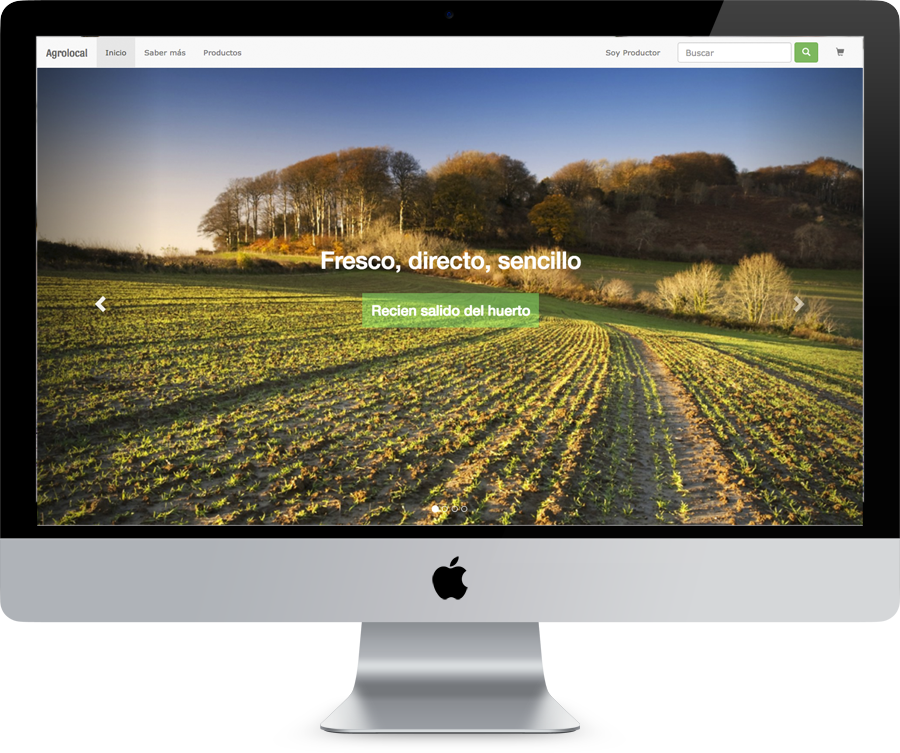 Agrolocal
Inicio
Saber más
Productos
Soy Productor
Buscar
Fresco, directo, sencillo
Recien salido del huerto